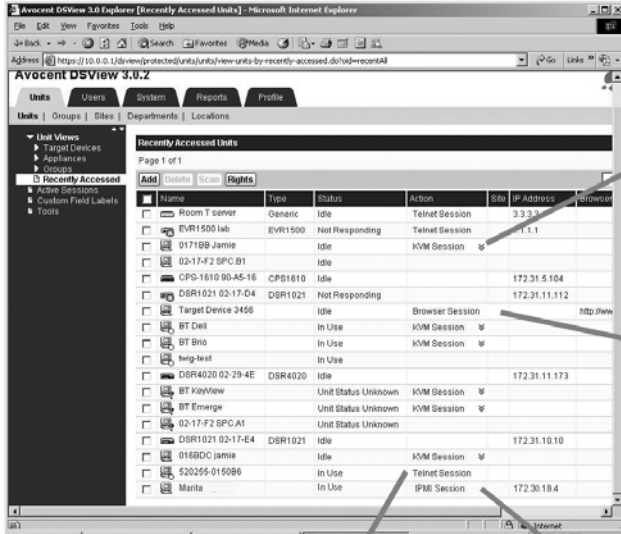 Avocent DSView 3.0 Explorer [Recently Accessed Units] - Microsoft Internet Explorer
File Edit View Favorites Tools Help
Back Search Favorites Media
Address https://10.0.0.1/dsview/protected/units/units/view-units-by-recently-accessed.do?oid=recentAll Go Links »
Avocent DSView 3.0.2
Units Users System Reports Profile
Units | Groups | Sites | Departments | Locations
Unit Views
Target Devices
Appliances
Groups
Recently Accessed
Active Sessions
Custom Field Labels
Tools
Recently Accessed Units
Page 1 of 1
Add Delete Scan Rights
Name Type Status Action Site IP Address Browser
Room T server Generic Idle Telnet Session 3.3.3.3
EVR1500 lab EVR1500 Not Responding Telnet Session 1.1.1.1
0171BB Jamie Idle KVM Session
02-17-F2 SPC.B1 Idle
CPS-1610 90-A5-16 CPS1610 Idle 172.31.5.104
DSR1021 02-17-D4 DSR1021 Not Responding 172.31.11.112
Target Device 3456 Idle Browser Session http://ww
BT Dell In Use KVM Session
BT Brio In Use KVM Session
twig-test In Use
DSR4020 02-29-4E DSR4020 Idle 172.31.11.173
BT KeyView Unit Status Unknown KVM Session
BT Emerge Unit Status Unknown KVM Session
02-17-F2 SPC.A1 Unit Status Unknown
DSR1021 02-17-E4 DSR1021 Idle 172.31.10.10
016BDC jamie Idle KVM Session
520255-0150B6 In Use Telnet Session
Marita In Use IPMI Session 172.30.18.4
Internet